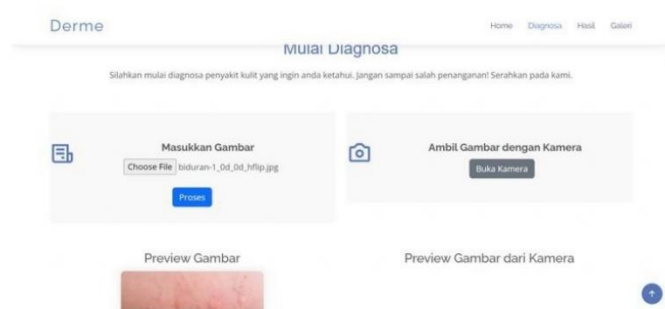 Derme
Home Diagnosa Hasil Galeri
Mulai Diagnosa
Silahkan mulai diagnosa penyakit kulit yang ingin anda ketahui. Jangan sampai salah penanganan! Serahkan pada kami.
Masukkan Gambar
Choose File biduran-1_0d_0d_hflip.jpg
Proses
Ambil Gambar dengan Kamera
Buka Kamera
Preview Gambar
Preview Gambar dari Kamera